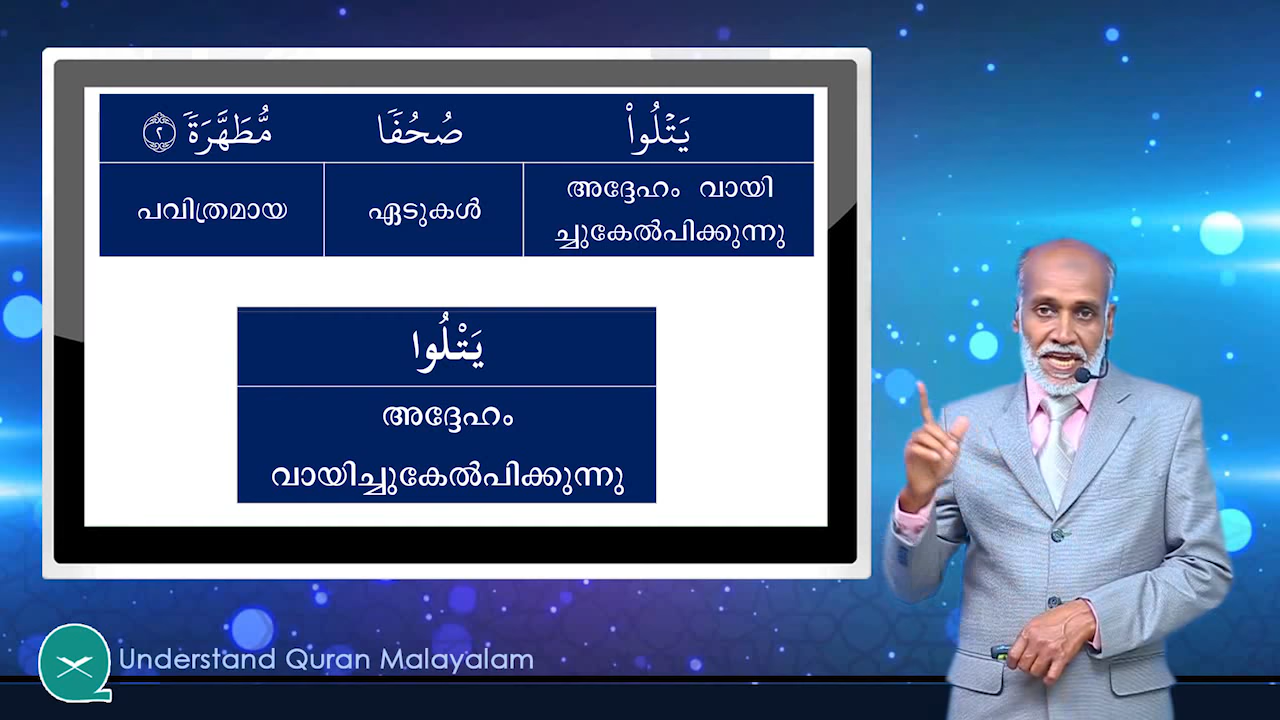 يَتۡلُواْ صُحُفٗا مُّطَهَّرَةٗ ٢
അദ്ദേഹം വായി
ച്ചുകേൽപിക്കുന്നു
ഏടുകൾ
പവിത്രമായ
يَتْلُوا
അദ്ദേഹം
വായിച്ചുകേൽപിക്കുന്നു
Understand Quran Malayalam